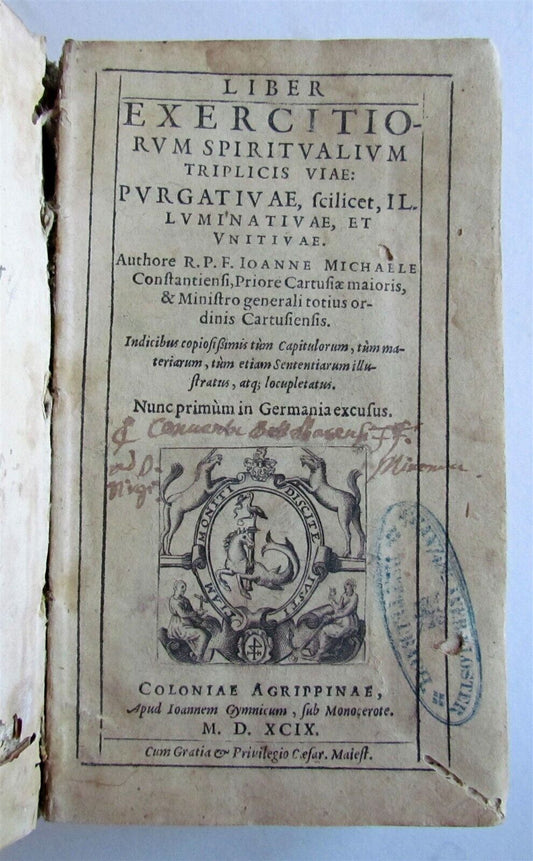 LIBER
EXERCITIO-
RVM SPIRITVALIVM
TRIPLICIS VIAE:
PVRGATIVAE, scilicet, IL-
LVMINATIVAE, ET
VNITIVAE.
Authore R. P. F. IOANNE MICHAELE
Constantiensi, Priore Cartusiæ maioris,
& Ministro generali totius or-
dinis Cartusiensis.
Indicibus copiosißimis tùm Capitulorum, tùm ma-
teriarum, tùm etiam Sententiarum illu-
stratus, atq; locupletatus.
Nunc primùm in Germania excusus.
Conventus
ad D.
DISCITE IVSTITIAM MONITI
COLONIAE AGRIPPINAE,
Apud Ioannem Gymnicum, sub Monocerote.
M. D. XCIX.
Cum Gratia & Privilegio Cæsar. Maiest.